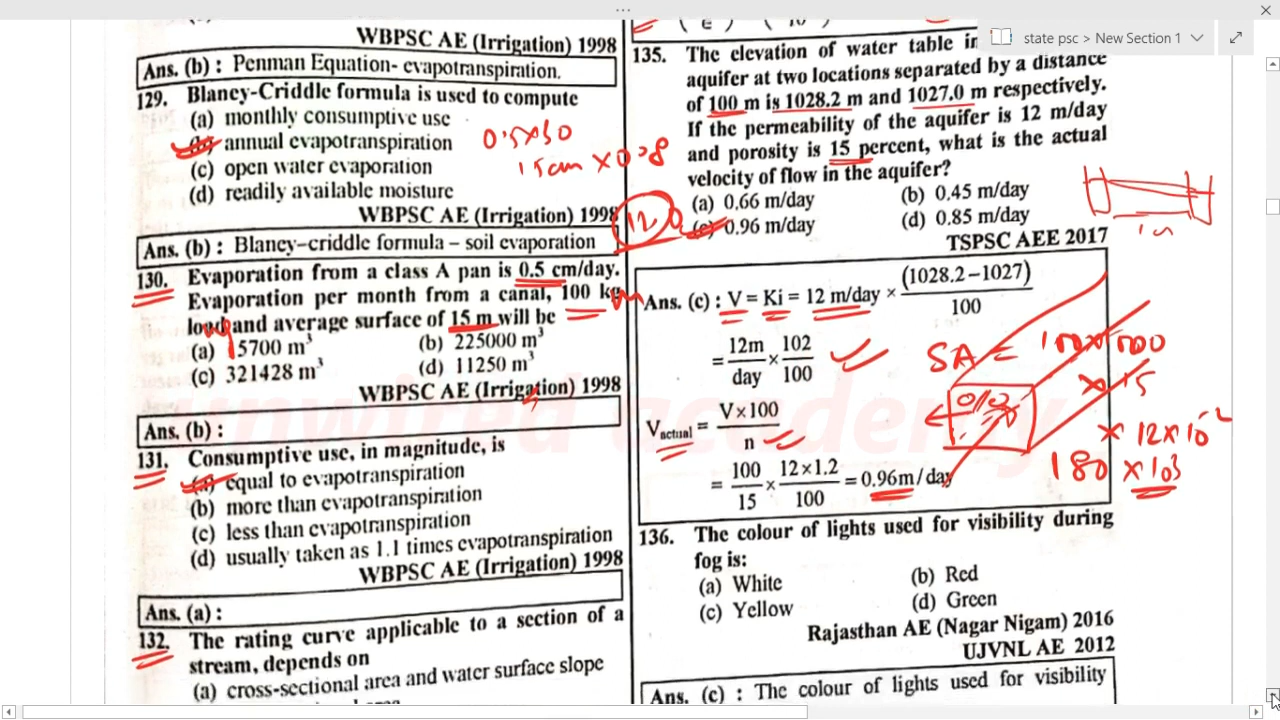 state psc > New Section 1
WBPSC AE (Irrigation) 1998
Ans. (b) : Penman Equation- evapotranspiration.
129. Blaney-Criddle formula is used to compute
(a) monthly consumptive use
(b) annual evapotranspiration
(c) open water evaporation
(d) readily available moisture
WBPSC AE (Irrigation) 1998
Ans. (b) : Blaney–criddle formula – soil evaporation
130. Evaporation from a class A pan is 0.5 cm/day.
Evaporation per month from a canal, 100 km
long and average surface of 15 m will be
(a) 15700 m³
(b) 225000 m³
(c) 321428 m³
(d) 11250 m³
WBPSC AE (Irrigation) 1998
Ans. (b) :
131. Consumptive use, in magnitude, is
(a) equal to evapotranspiration
(b) more than evapotranspiration
(c) less than evapotranspiration
(d) usually taken as 1.1 times evapotranspiration
WBPSC AE (Irrigation) 1998
Ans. (a) :
132. The rating curve applicable to a section of a
stream, depends on
(a) cross-sectional area and water surface slope
0.5×30
15cm × 0.8
12
135. The elevation of water table in
aquifer at two locations separated by a distance
of 100 m is 1028.2 m and 1027.0 m respectively.
If the permeability of the aquifer is 12 m/day
and porosity is 15 percent, what is the actual
velocity of flow in the aquifer?
(a) 0.66 m/day
(b) 0.45 m/day
(c) 0.96 m/day
(d) 0.85 m/day
TSPSC AEE 2017
Ans. (c) : V = Ki = 12 m/day × (1028.2 – 1027) / 100
= 12m/day × 102/100
V actual = V×100 / n
= 100/15 × 12×1.2/100 = 0.96m/day
SA = 100×1000
× 15
× 12×10⁻²
180 × 10³
136. The colour of lights used for visibility during
fog is:
(a) White
(b) Red
(c) Yellow
(d) Green
Rajasthan AE (Nagar Nigam) 2016
UJVNL AE 2012
Ans. (c) : The colour of lights used for visibility
unwired academy